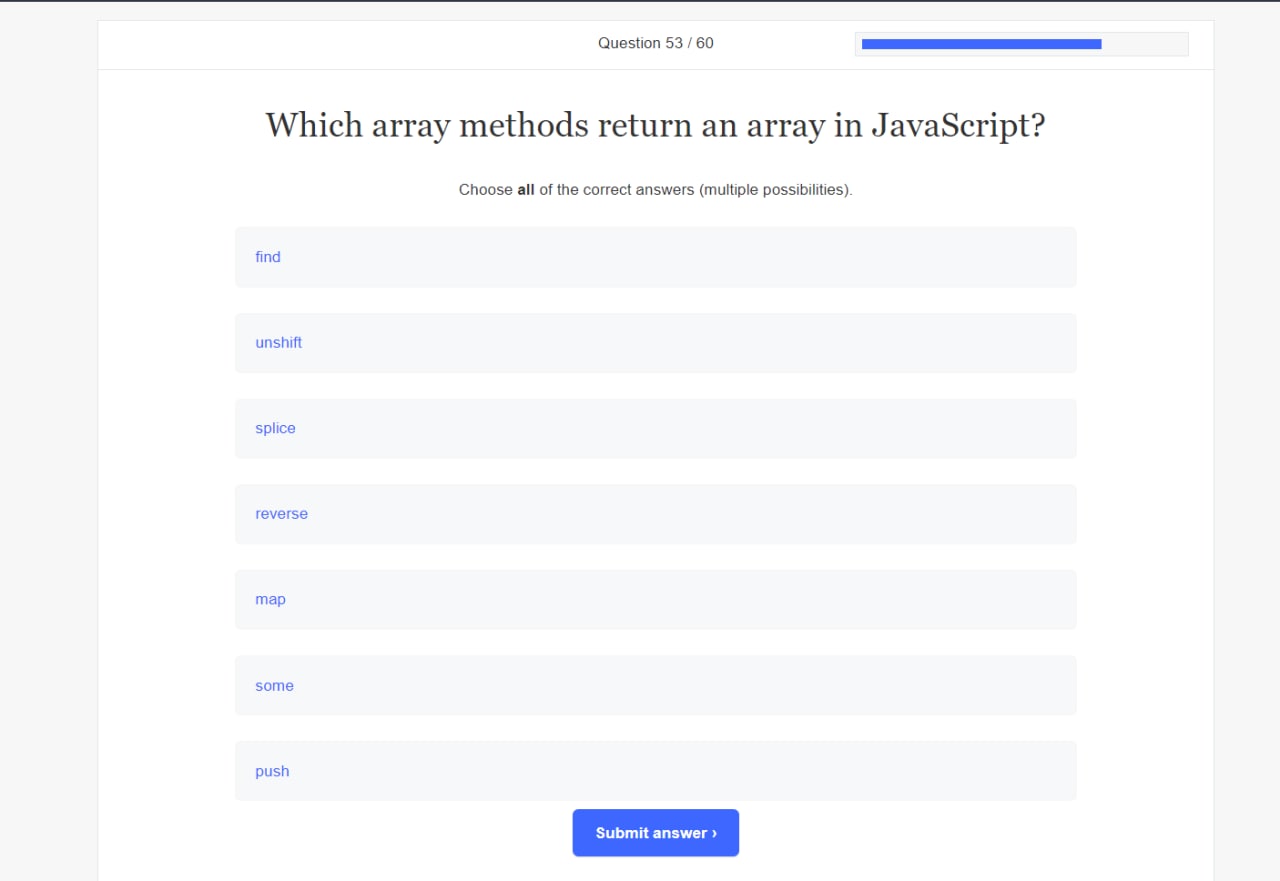 Question 53 / 60
Which array methods return an array in JavaScript?
Choose all of the correct answers (multiple possibilities).
find
unshift
splice
reverse
map
some
push
Submit answer ›